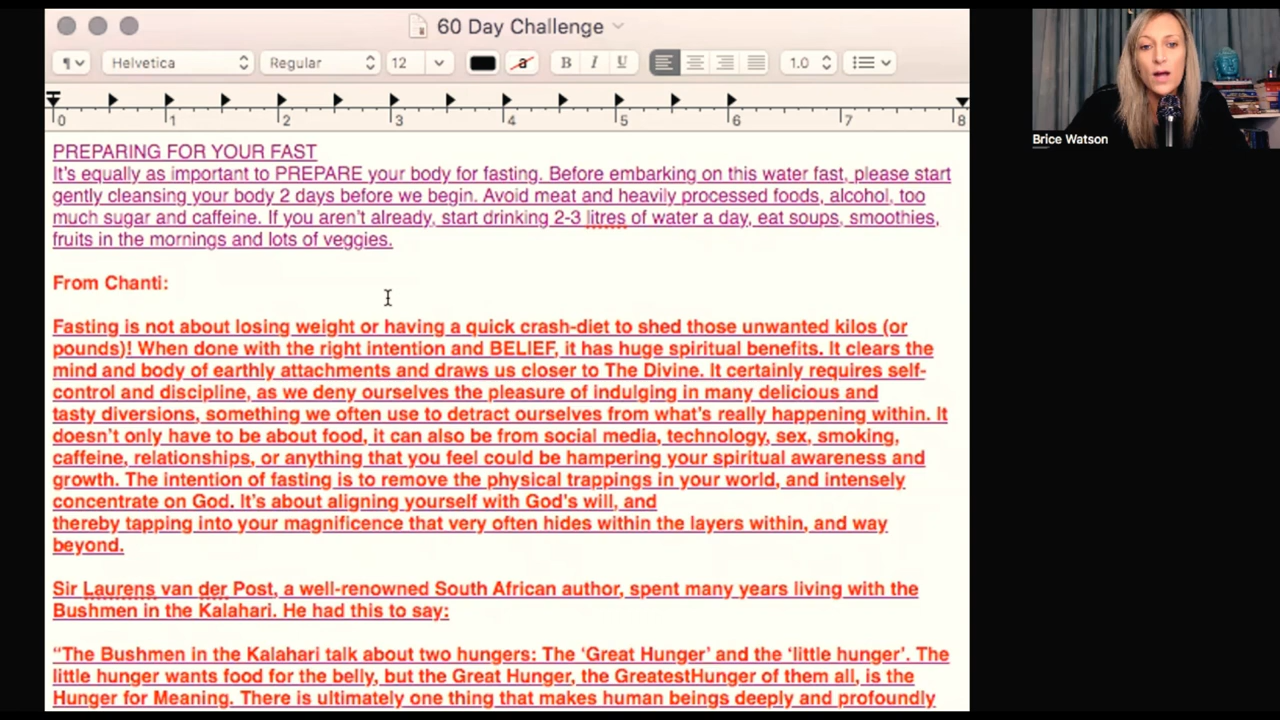 60 Day Challenge
Helvetica Regular 12 a B I U 1.0
0 1 2 3 4 5 6 7 8
PREPARING FOR YOUR FAST
It's equally as important to PREPARE your body for fasting. Before embarking on this water fast, please start
gently cleansing your body 2 days before we begin. Avoid meat and heavily processed foods, alcohol, too
much sugar and caffeine. If you aren't already, start drinking 2-3 litres of water a day, eat soups, smoothies,
fruits in the mornings and lots of veggies.
From Chanti:
Fasting is not about losing weight or having a quick crash-diet to shed those unwanted kilos (or
pounds)! When done with the right intention and BELIEF, it has huge spiritual benefits. It clears the
mind and body of earthly attachments and draws us closer to The Divine. It certainly requires self-
control and discipline, as we deny ourselves the pleasure of indulging in many delicious and
tasty diversions, something we often use to detract ourselves from what's really happening within. It
doesn't only have to be about food, it can also be from social media, technology, sex, smoking,
caffeine, relationships, or anything that you feel could be hampering your spiritual awareness and
growth. The intention of fasting is to remove the physical trappings in your world, and intensely
concentrate on God. It's about aligning yourself with God's will, and
thereby tapping into your magnificence that very often hides within the layers within, and way
beyond.
Sir Laurens van der Post, a well-renowned South African author, spent many years living with the
Bushmen in the Kalahari. He had this to say:
“The Bushmen in the Kalahari talk about two hungers: The ‘Great Hunger’ and the ‘little hunger’. The
little hunger wants food for the belly, but the Great Hunger, the GreatestHunger of them all, is the
Hunger for Meaning. There is ultimately one thing that makes human beings deeply and profoundly
Brice Watson